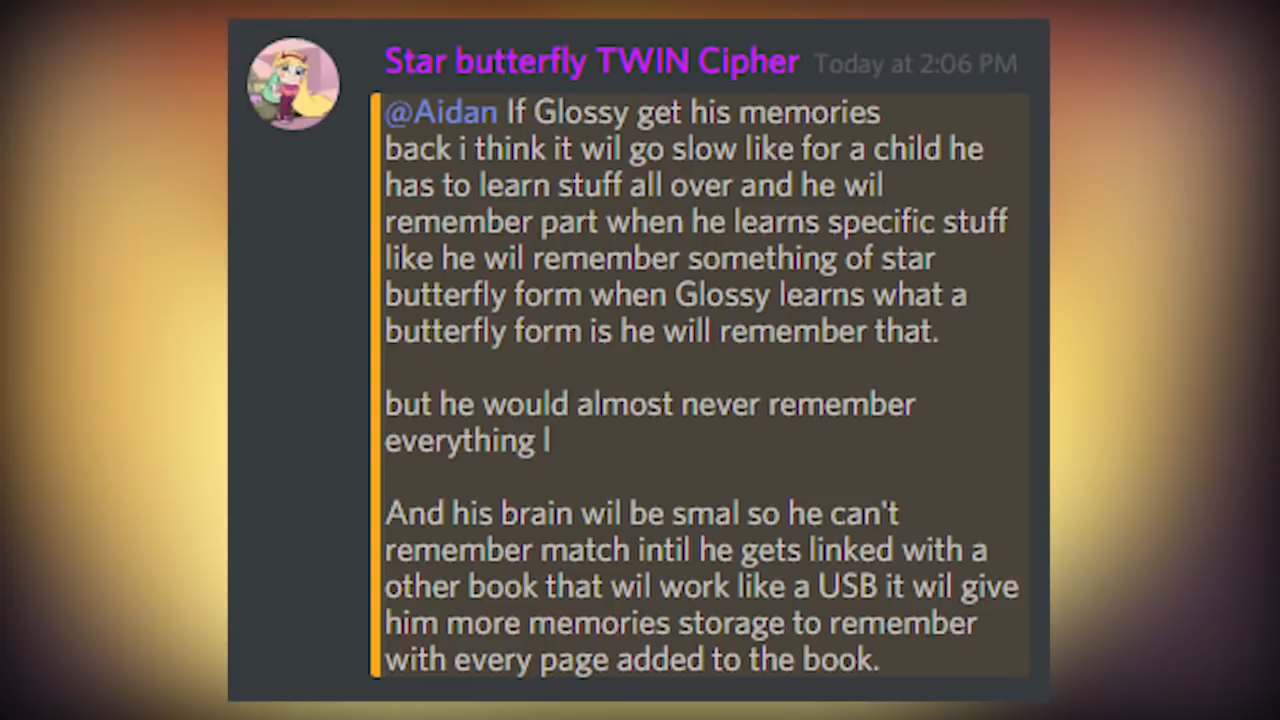 Star butterfly TWIN Cipher Today at 2:06 PM
@Aidan If Glossy get his memories
back i think it wil go slow like for a child he
has to learn stuff all over and he wil
remember part when he learns specific stuff
like he wil remember something of star
butterfly form when Glossy learns what a
butterfly form is he will remember that.
but he would almost never remember
everything l
And his brain wil be smal so he can't
remember match intil he gets linked with a
other book that wil work like a USB it wil give
him more memories storage to remember
with every page added to the book.